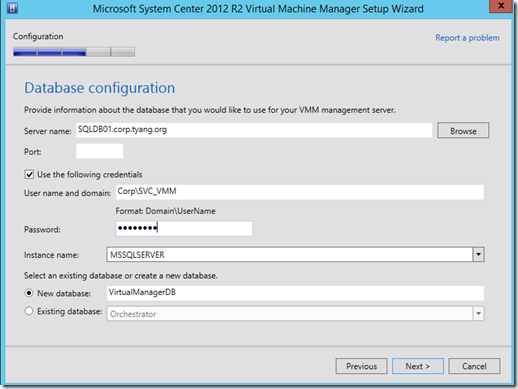 Microsoft System Center 2012 R2 Virtual Machine Manager Setup Wizard
x
Configuration
Report a problem
Database configuration
Provide information about the database that you would like to use for your VMM management server.
Server name: SQLDB01.corp.tyang.org Browse
Port:
Use the following credentials
User name and domain: Corp\SVC_VMM
Format: Domain\UserName
Password: ●●●●●●●●
Instance name: MSSQLSERVER
Select an existing database or create a new database.
New database: VirtualManagerDB
Existing database: Orchestrator
Previous Next > Cancel